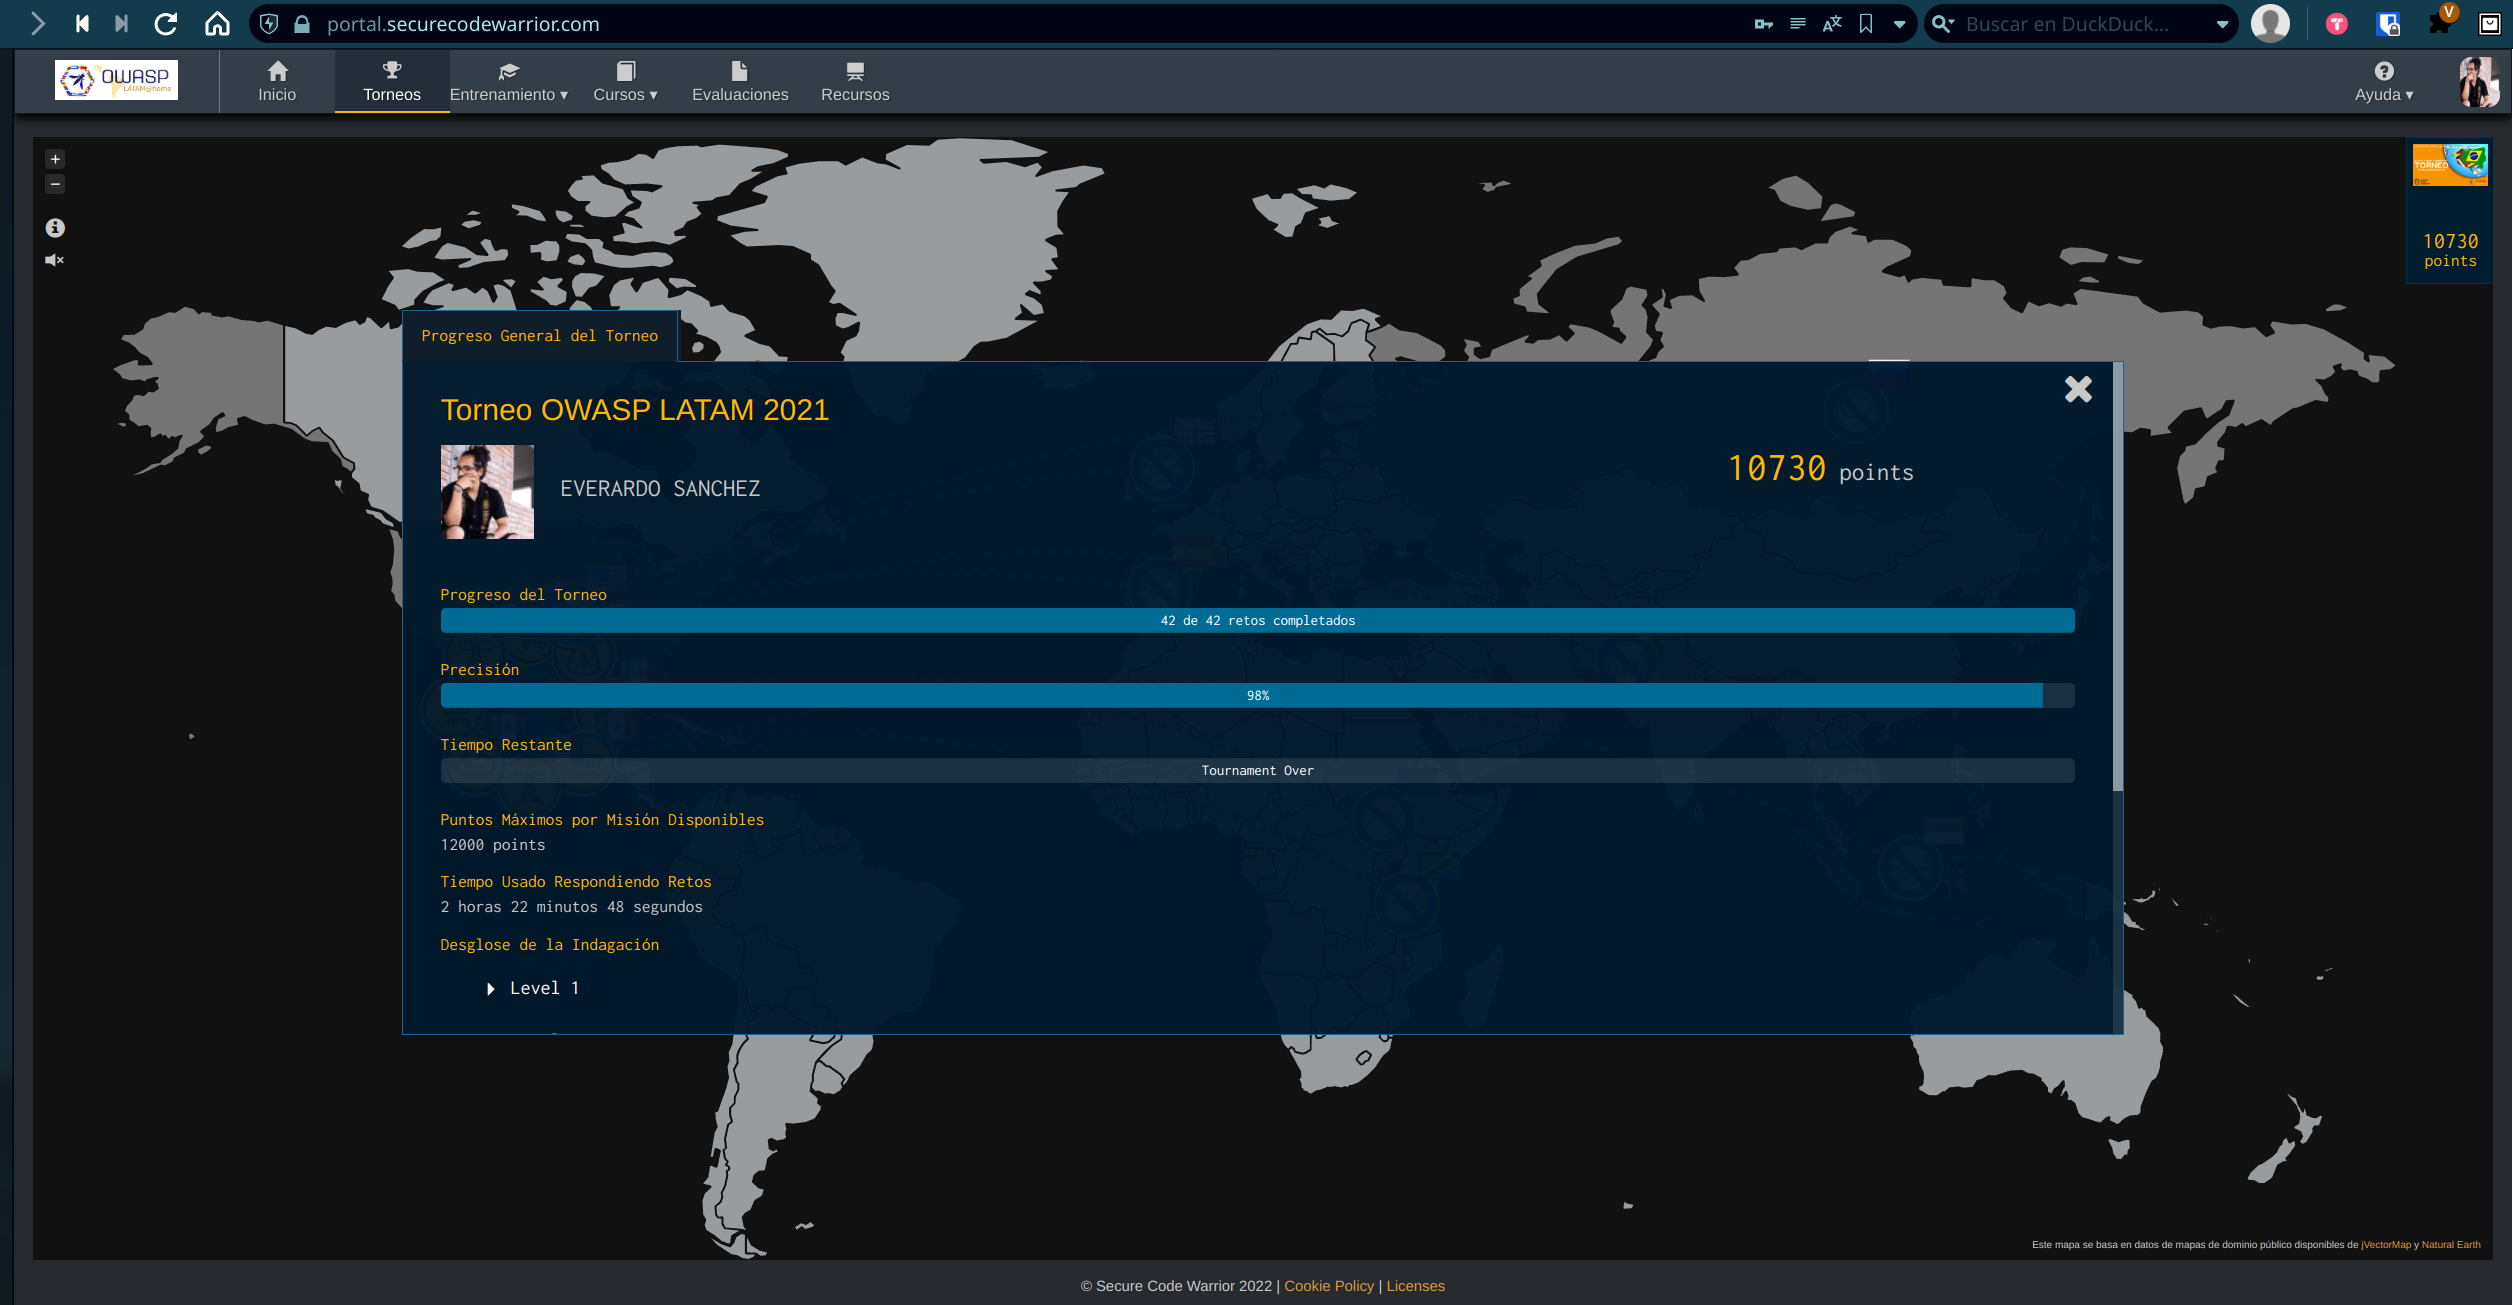 portal.securecodewarrior.com
Buscar en DuckDuck...
V
OWASP
LATAM@home
Inicio
Torneos
Entrenamiento ▾
Cursos ▾
Evaluaciones
Recursos
Ayuda ▾
TORNEO
10730
points
Progreso General del Torneo
Torneo OWASP LATAM 2021
EVERARDO SANCHEZ
10730 points
Progreso del Torneo
42 de 42 retos completados
Precisión
98%
Tiempo Restante
Tournament Over
Puntos Máximos por Misión Disponibles
12000 points
Tiempo Usado Respondiendo Retos
2 horas 22 minutos 48 segundos
Desglose de la Indagación
Level 1
Este mapa se basa en datos de mapas de dominio público disponibles de jVectorMap y Natural Earth
© Secure Code Warrior 2022 | Cookie Policy | Licenses